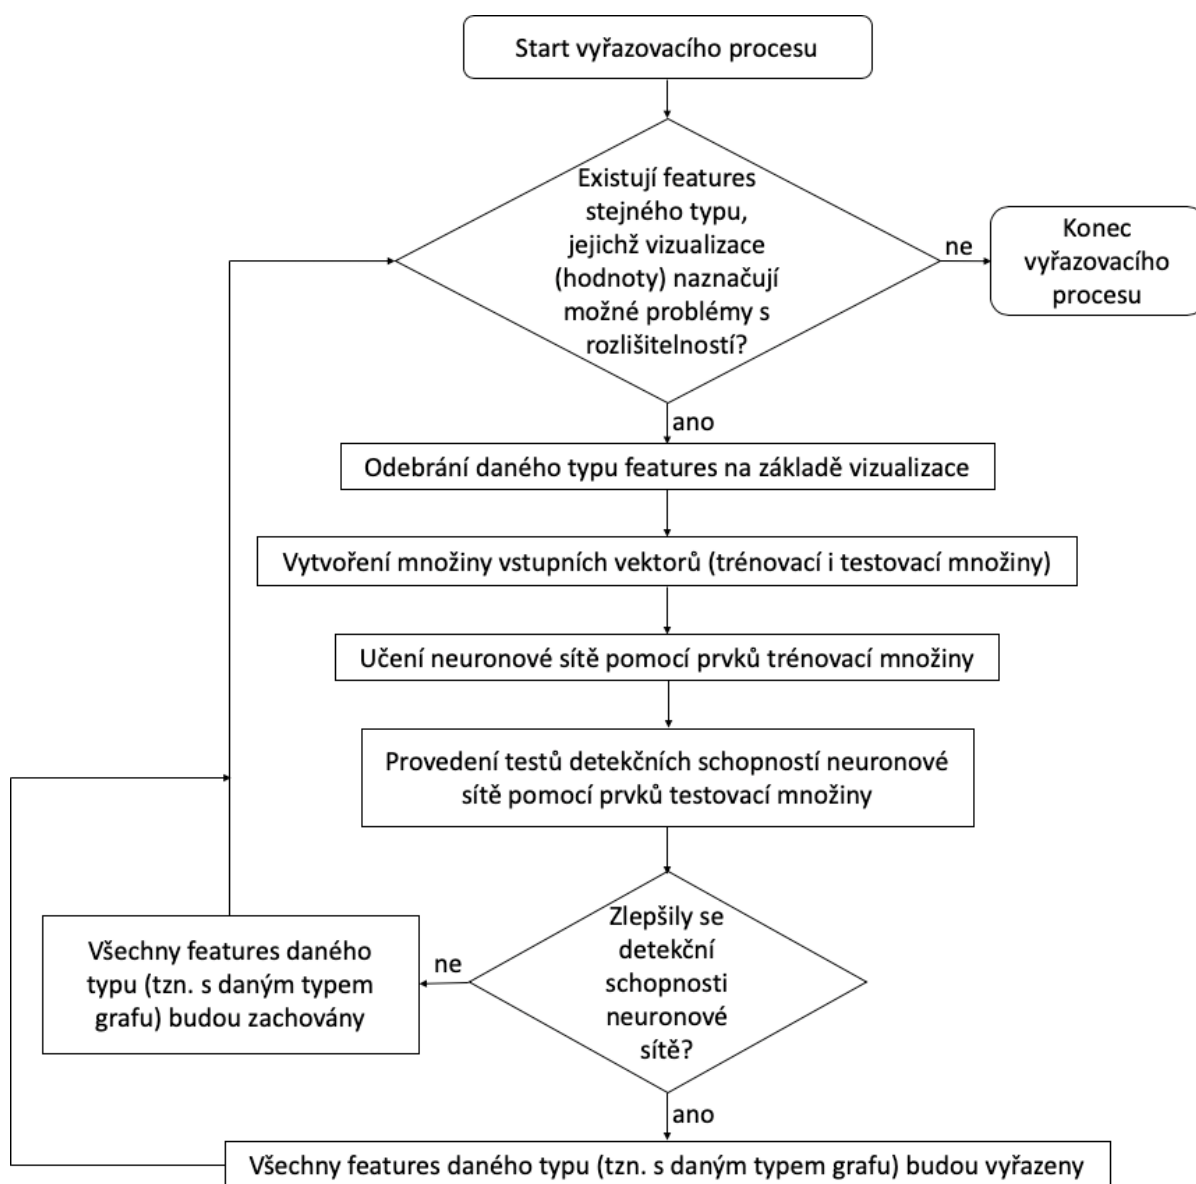 Start vyřazovacího procesu
Existují features
stejného typu,
jejichž vizualizace
(hodnoty) naznačují
možné problémy s
rozlišitelností?
ne
Konec
vyřazovacího
procesu
ano
Odebrání daného typu features na základě vizualizace
Vytvoření množiny vstupních vektorů (trénovací i testovací množiny)
Učení neuronové sítě pomocí prvků trénovací množiny
Provedení testů detekčních schopností neuronové
sítě pomocí prvků testovací množiny
Zlepšily se
detekční
schopnosti
neuronové
sítě?
ne
Všechny features daného
typu (tzn. s daným typem
grafu) budou zachovány
ano
Všechny features daného typu (tzn. s daným typem grafu) budou vyřazeny